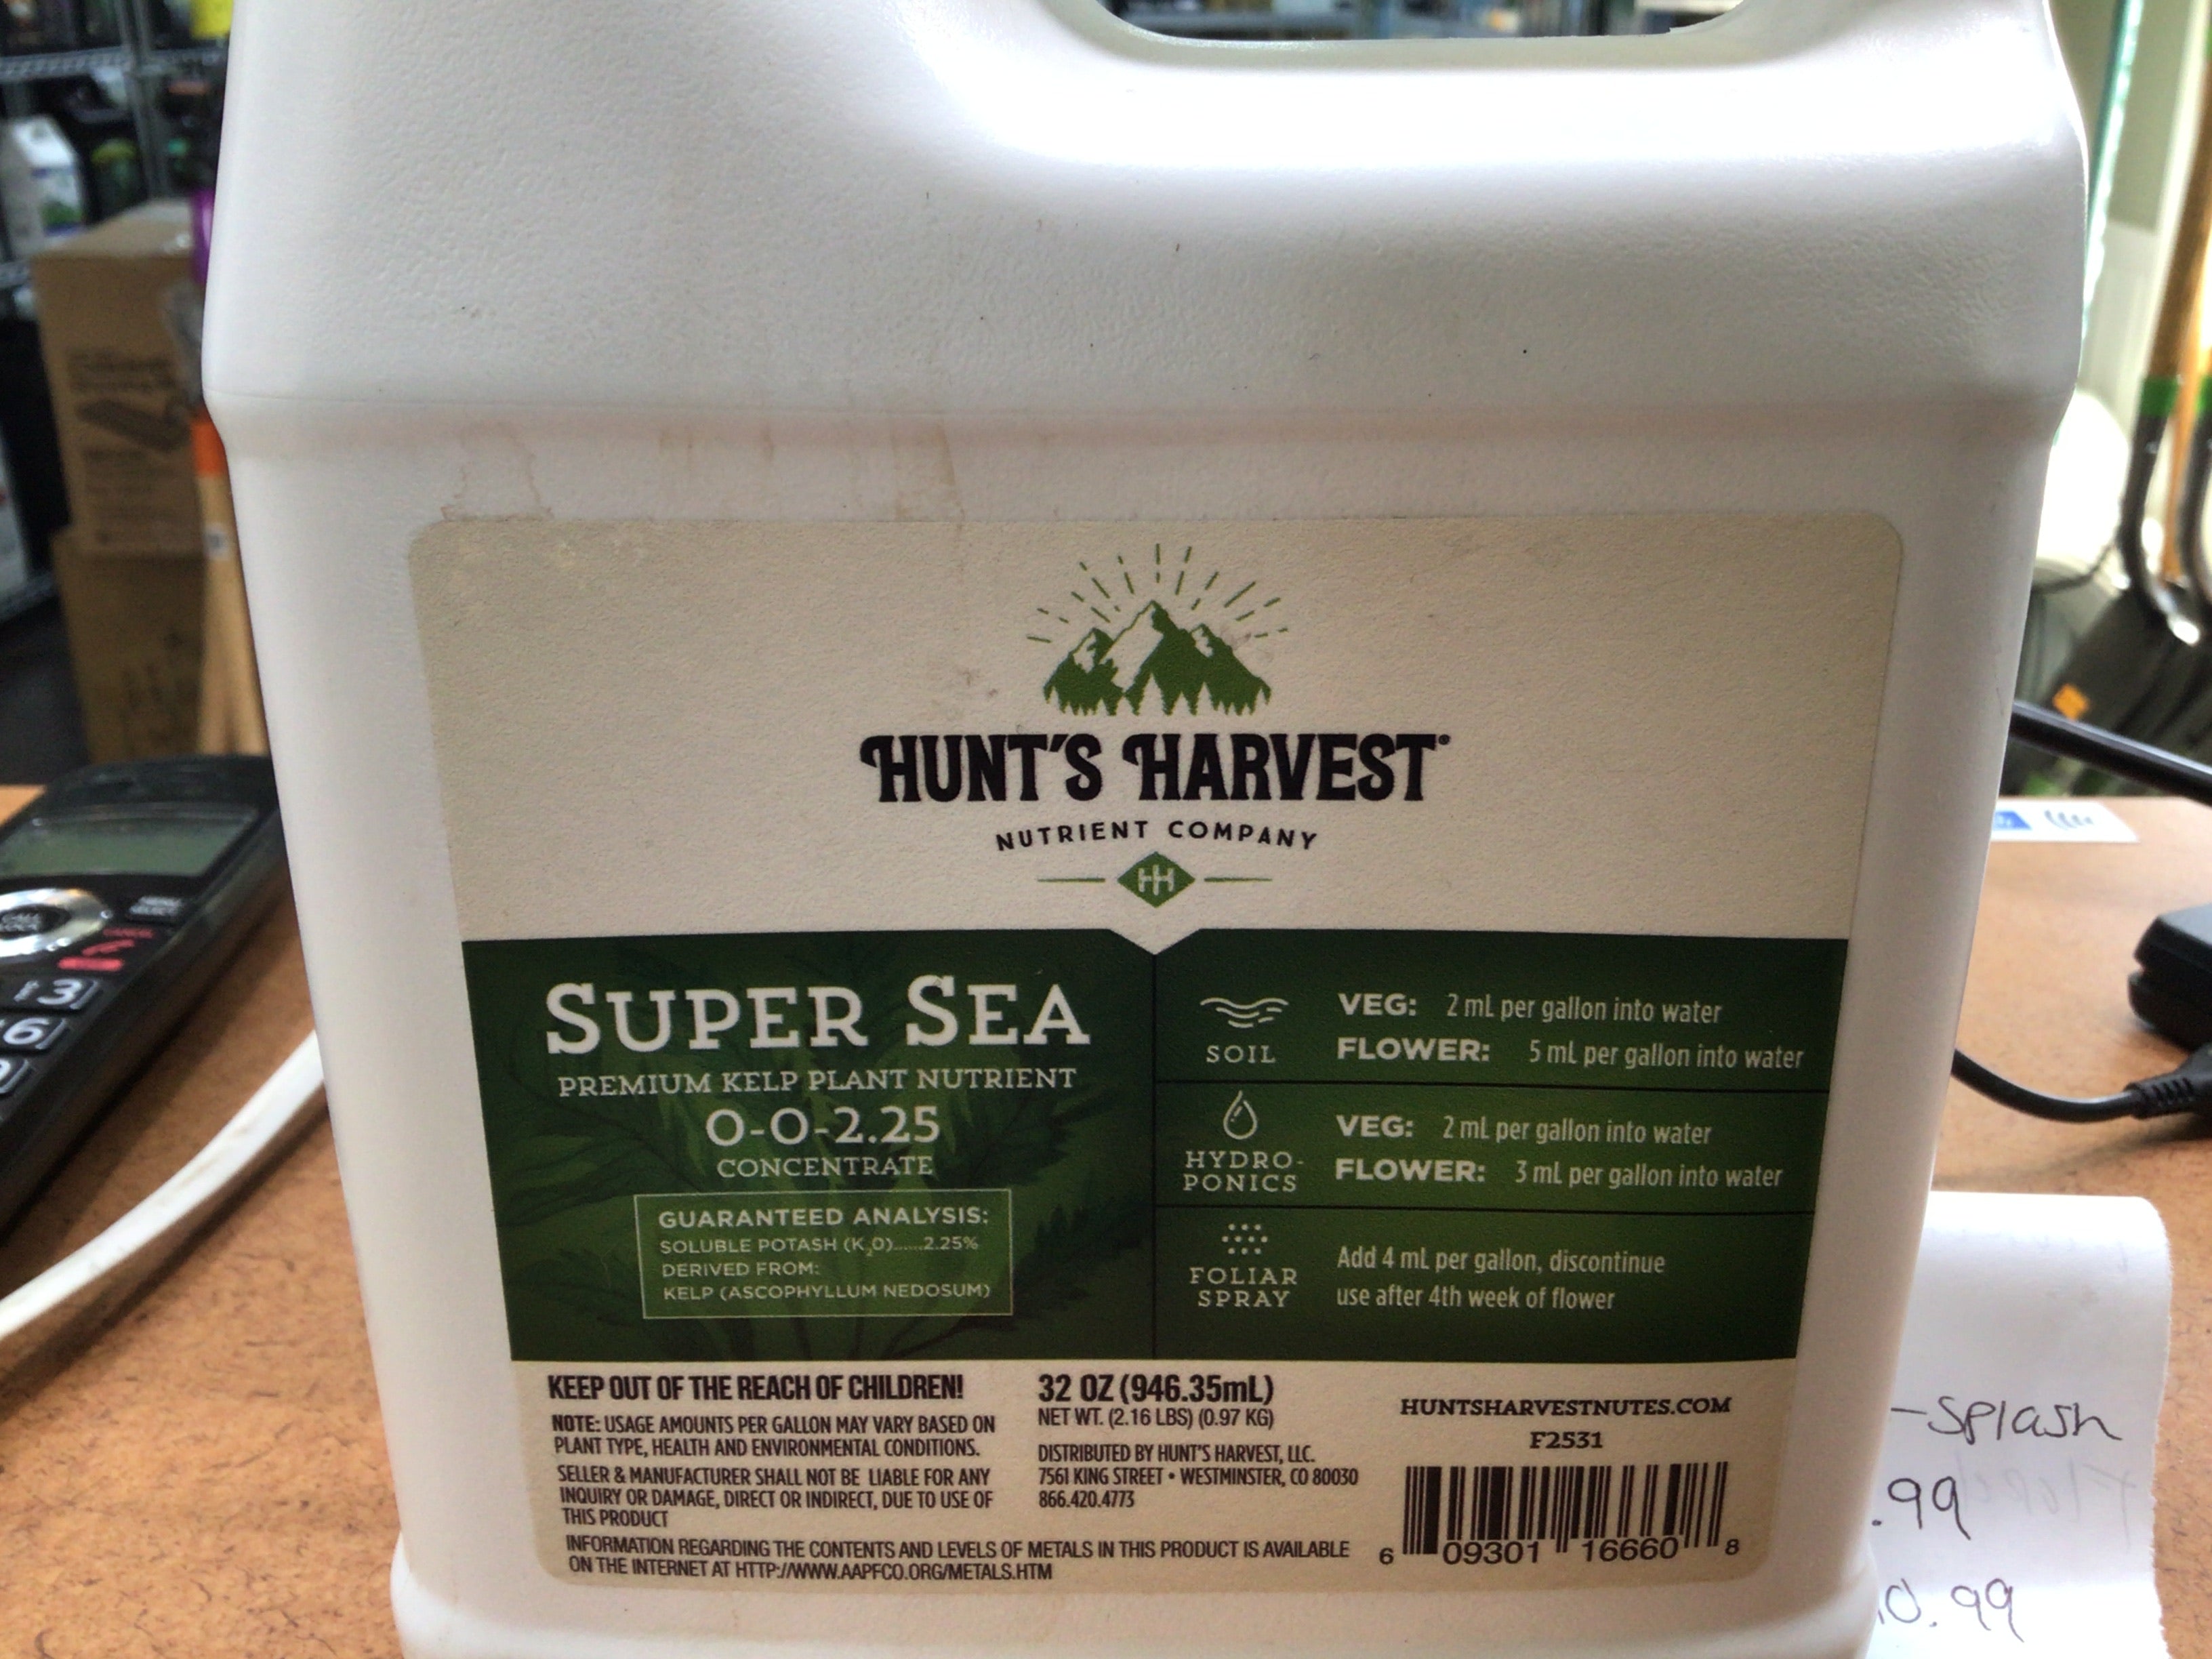 HUNT'S HARVEST®
NUTRIENT COMPANY
HH
SUPER SEA
PREMIUM KELP PLANT NUTRIENT
0-0-2.25
CONCENTRATE
GUARANTEED ANALYSIS:
SOLUBLE POTASH (K2O)......2.25%
DERIVED FROM:
KELP (ASCOPHYLLUM NEDOSUM)
SOIL
VEG: 2 mL per gallon into water
FLOWER: 5 mL per gallon into water
HYDRO-
PONICS
VEG: 2 mL per gallon into water
FLOWER: 3 mL per gallon into water
FOLIAR
SPRAY
Add 4 mL per gallon, discontinue
use after 4th week of flower
KEEP OUT OF THE REACH OF CHILDREN!
NOTE: USAGE AMOUNTS PER GALLON MAY VARY BASED ON
PLANT TYPE, HEALTH AND ENVIRONMENTAL CONDITIONS.
SELLER & MANUFACTURER SHALL NOT BE LIABLE FOR ANY
INQUIRY OR DAMAGE, DIRECT OR INDIRECT, DUE TO USE OF
THIS PRODUCT
INFORMATION REGARDING THE CONTENTS AND LEVELS OF METALS IN THIS PRODUCT IS AVAILABLE
ON THE INTERNET AT HTTP://WWW.AAPFCO.ORG/METALS.HTM
32 OZ (946.35mL)
NET WT. (2.16 LBS) (0.97 KG)
DISTRIBUTED BY HUNT'S HARVEST, LLC.
7561 KING STREET • WESTMINSTER, CO 80030
866.420.4773
HUNTSHARVESTNUTES.COM
F2531
6 09301 16660 8
-Splash
.99
0.99
3
6